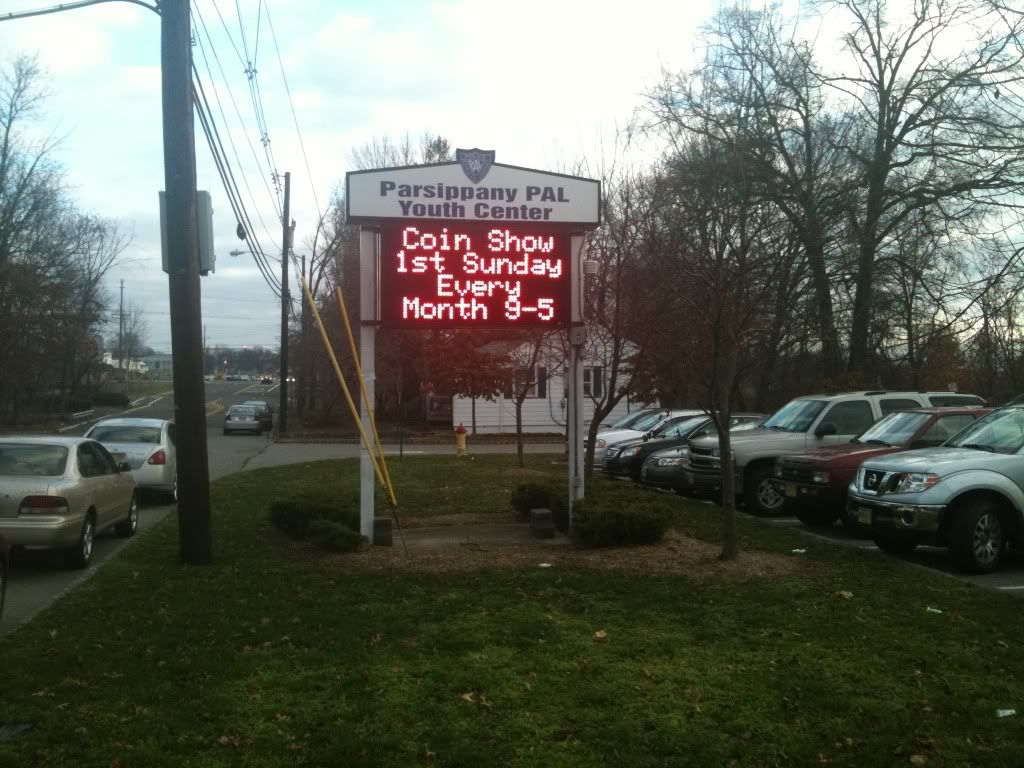 Parsippany PAL
Youth Center
Coin Show
1st Sunday
Every
Month 9-5